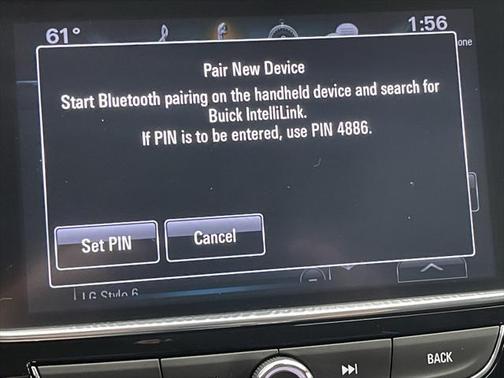 61°
1:56
one
Pair New Device
Start Bluetooth pairing on the handheld device and search for
Buick IntelliLink.
If PIN is to be entered, use PIN 4886.
Set PIN
Cancel
LG Stylo 6
BACK